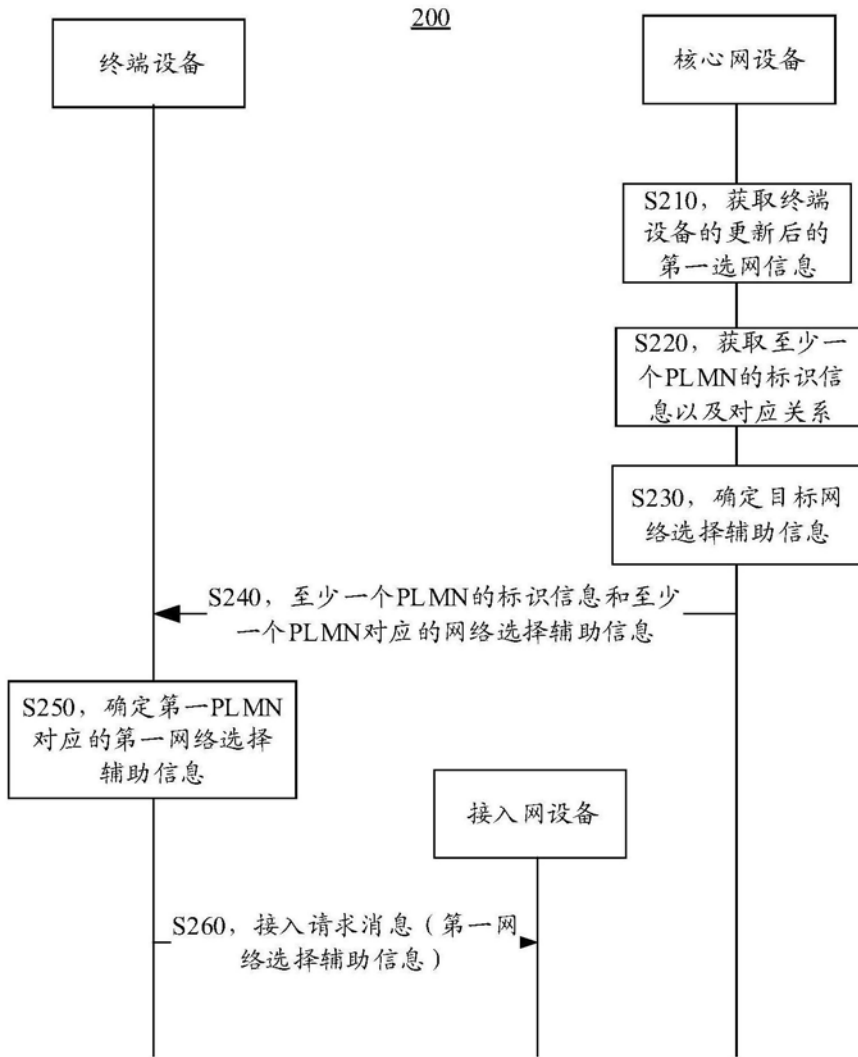 200
终端设备
核心网设备
S210，获取终端
设备的更新后的
第一选网信息
S220，获取至少一
个PLMN的标识信
息以及对应关系
S230，确定目标网
络选择辅助信息
S240，至少一个PLMN的标识信息和至少
一个PLMN对应的网络选择辅助信息
S250，确定第一PLMN
对应的第一网络选择
辅助信息
接入网设备
S260，接入请求消息（第一网
络选择辅助信息）